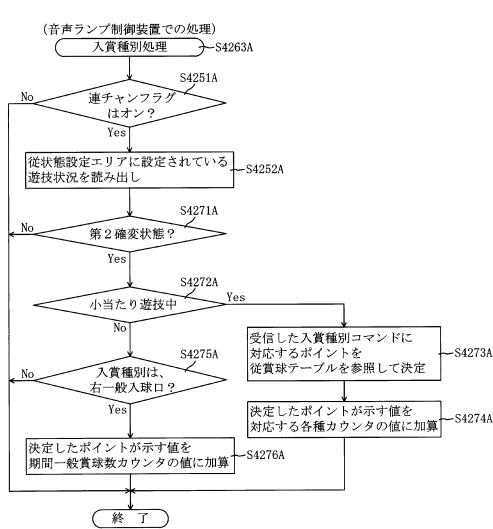 (音声ランプ制御装置での処理)
入賞種別処理
S4263A
S4251A
No
連チャンフラグ
はオン?
Yes
従状態設定エリアに設定されている
遊技状況を読み出し
S4252A
S4271A
No
第2確変状態?
Yes
S4272A
小当たり遊技中
Yes
No
受信した入賞種別コマンドに
対応するポイントを
従賞球テーブルを参照して決定
S4273A
S4275A
No
入賞種別は、
右一般入球口?
Yes
決定したポイントが示す値を
対応する各種カウンタの値に加算
S4274A
決定したポイントが示す値を
期間一般賞球数カウンタの値に加算
S4276A
終了